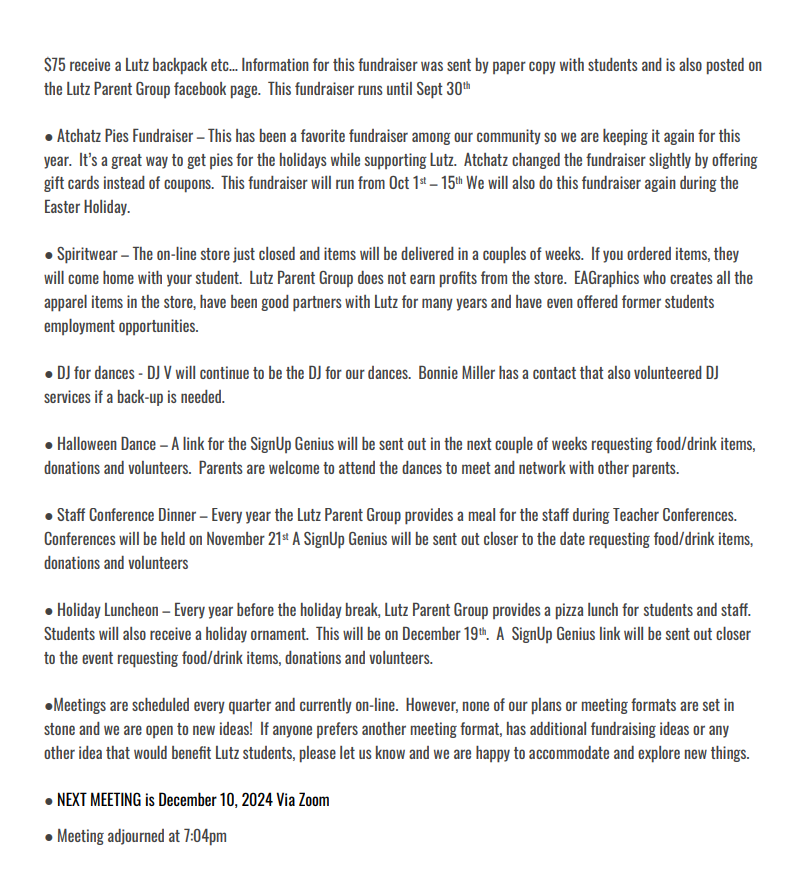 $75 receive a Lutz backpack etc... Information for this fundraiser was sent by paper copy with students and is also posted on
the Lutz Parent Group facebook page.  This fundraiser runs until Sept 30th
● Atchatz Pies Fundraiser – This has been a favorite fundraiser among our community so we are keeping it again for this
year.  It's a great way to get pies for the holidays while supporting Lutz.  Atchatz changed the fundraiser slightly by offering
gift cards instead of coupons.  This fundraiser will run from Oct 1st – 15th We will also do this fundraiser again during the
Easter Holiday.
● Spiritwear – The on-line store just closed and items will be delivered in a couples of weeks.  If you ordered items, they
will come home with your student.  Lutz Parent Group does not earn profits from the store.  EAGraphics who creates all the
apparel items in the store, have been good partners with Lutz for many years and have even offered former students
employment opportunities.
● DJ for dances - DJ V will continue to be the DJ for our dances.  Bonnie Miller has a contact that also volunteered DJ
services if a back-up is needed.
● Halloween Dance – A link for the SignUp Genius will be sent out in the next couple of weeks requesting food/drink items,
donations and volunteers.  Parents are welcome to attend the dances to meet and network with other parents.
● Staff Conference Dinner – Every year the Lutz Parent Group provides a meal for the staff during Teacher Conferences.
Conferences will be held on November 21st A SignUp Genius will be sent out closer to the date requesting food/drink items,
donations and volunteers
● Holiday Luncheon – Every year before the holiday break, Lutz Parent Group provides a pizza lunch for students and staff.
Students will also receive a holiday ornament.  This will be on December 19th.  A  SignUp Genius link will be sent out closer
to the event requesting food/drink items, donations and volunteers.
●Meetings are scheduled every quarter and currently on-line.  However, none of our plans or meeting formats are set in
stone and we are open to new ideas!  If anyone prefers another meeting format, has additional fundraising ideas or any
other idea that would benefit Lutz students, please let us know and we are happy to accommodate and explore new things.
● NEXT MEETING is December 10, 2024 Via Zoom
● Meeting adjourned at 7:04pm